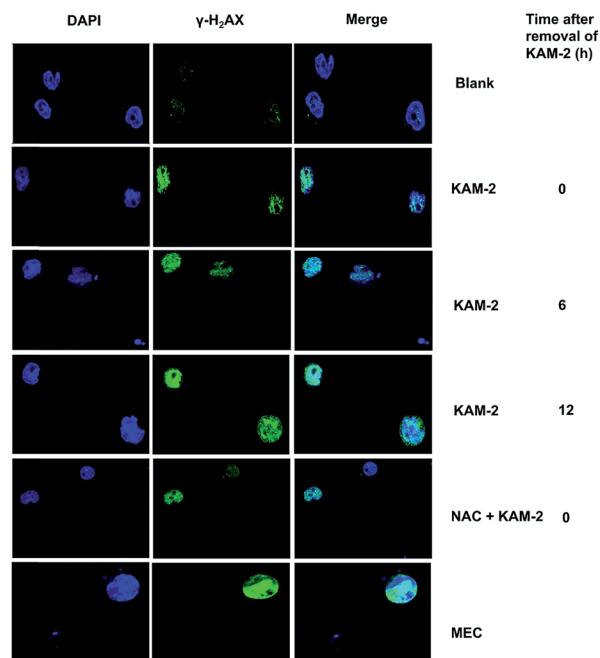 DAPI γ-H₂AX Merge Time after
removal of
KAM-2 (h)
Blank
KAM-2 0
KAM-2 6
KAM-2 12
NAC + KAM-2 0
MEC